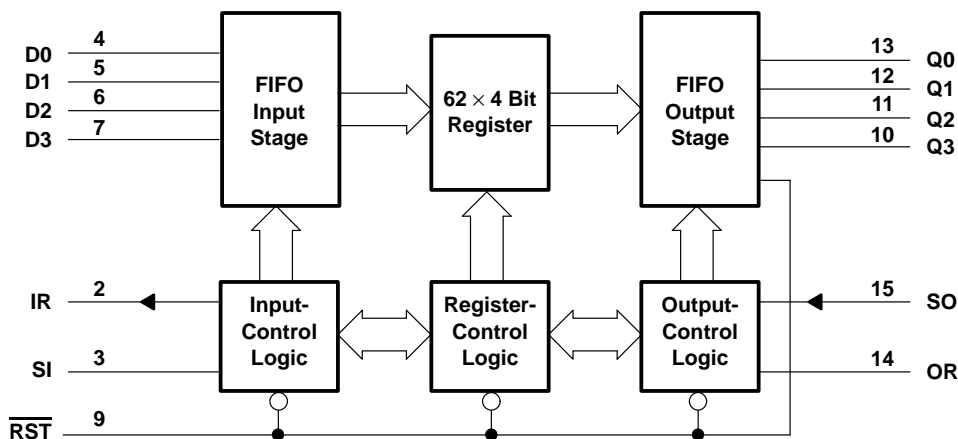 D0 4
D1 5
D2 6
D3 7
FIFO
Input
Stage
62 × 4 Bit
Register
FIFO
Output
Stage
13 Q0
12 Q1
11 Q2
10 Q3
IR 2
SI 3
RST 9
Input-
Control
Logic
Register-
Control
Logic
Output-
Control
Logic
15 SO
14 OR